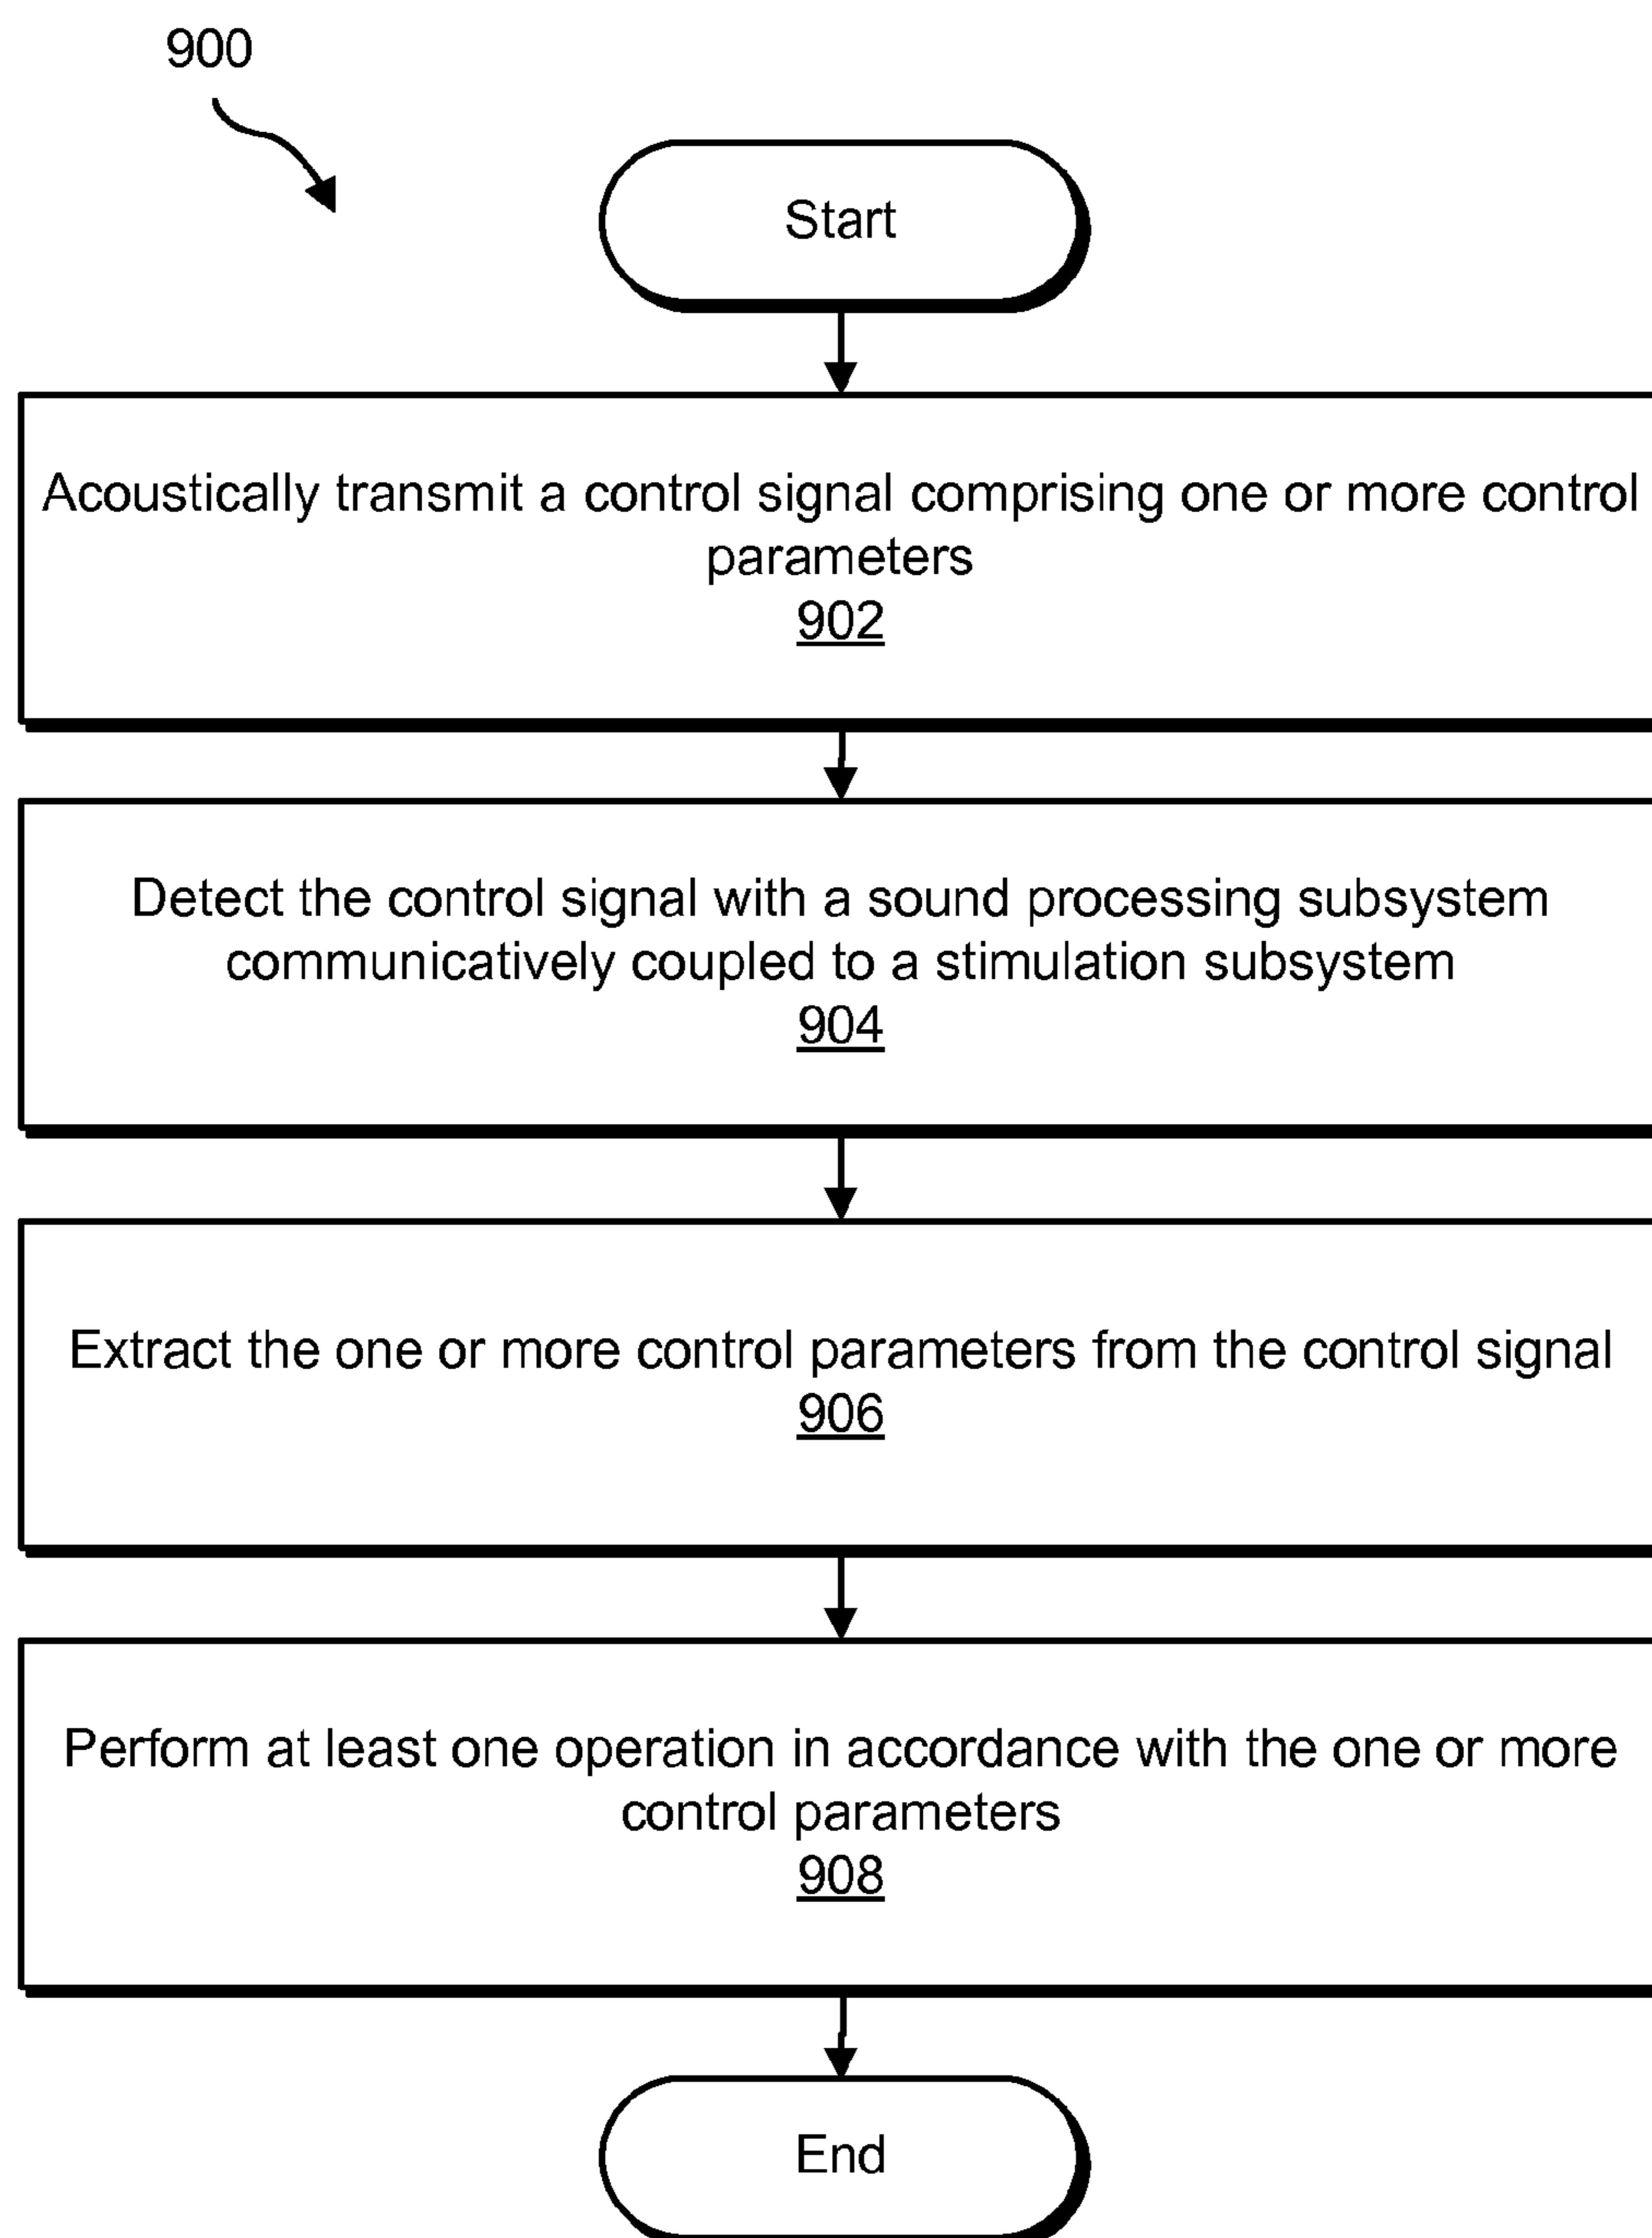 900
Start
Acoustically transmit a control signal comprising one or more control
parameters
902
Detect the control signal with a sound processing subsystem
communicatively coupled to a stimulation subsystem
904
Extract the one or more control parameters from the control signal
906
Perform at least one operation in accordance with the one or more
control parameters
908
End